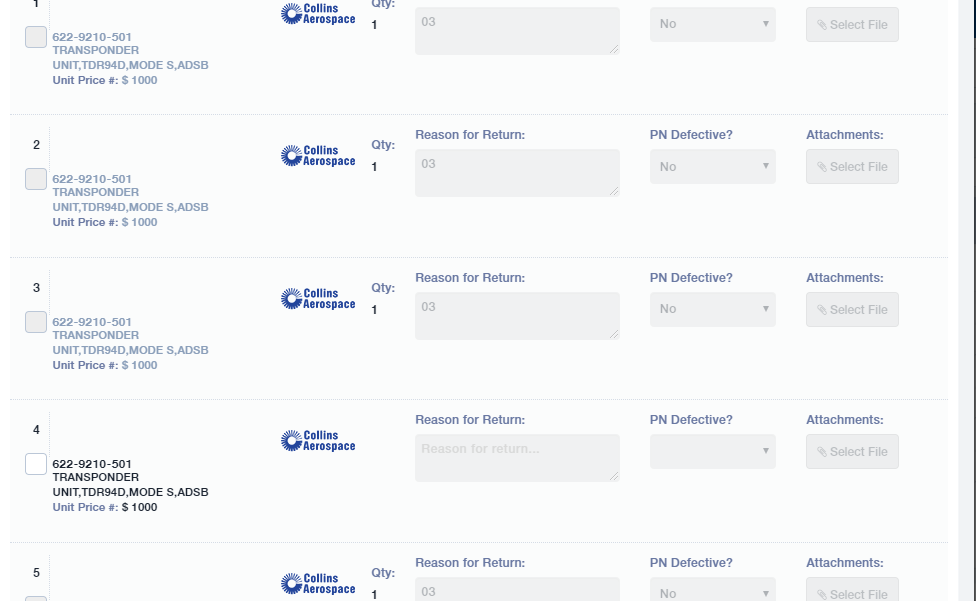 1
Collins
Aerospace
Qty:
1
03
No
Select File
622-9210-501
TRANSPONDER
UNIT,TDR94D,MODE S,ADSB
Unit Price #: $ 1000
2
Collins
Aerospace
Qty:
1
Reason for Return:
03
PN Defective?
No
Attachments:
Select File
622-9210-501
TRANSPONDER
UNIT,TDR94D,MODE S,ADSB
Unit Price #: $ 1000
3
Collins
Aerospace
Qty:
1
Reason for Return:
03
PN Defective?
No
Attachments:
Select File
622-9210-501
TRANSPONDER
UNIT,TDR94D,MODE S,ADSB
Unit Price #: $ 1000
4
Collins
Aerospace
Reason for Return:
Reason for return...
PN Defective?
Attachments:
Select File
622-9210-501
TRANSPONDER
UNIT,TDR94D,MODE S,ADSB
Unit Price #: $ 1000
5
Collins
Aerospace
Qty:
1
Reason for Return:
03
PN Defective?
No
Attachments:
Select File